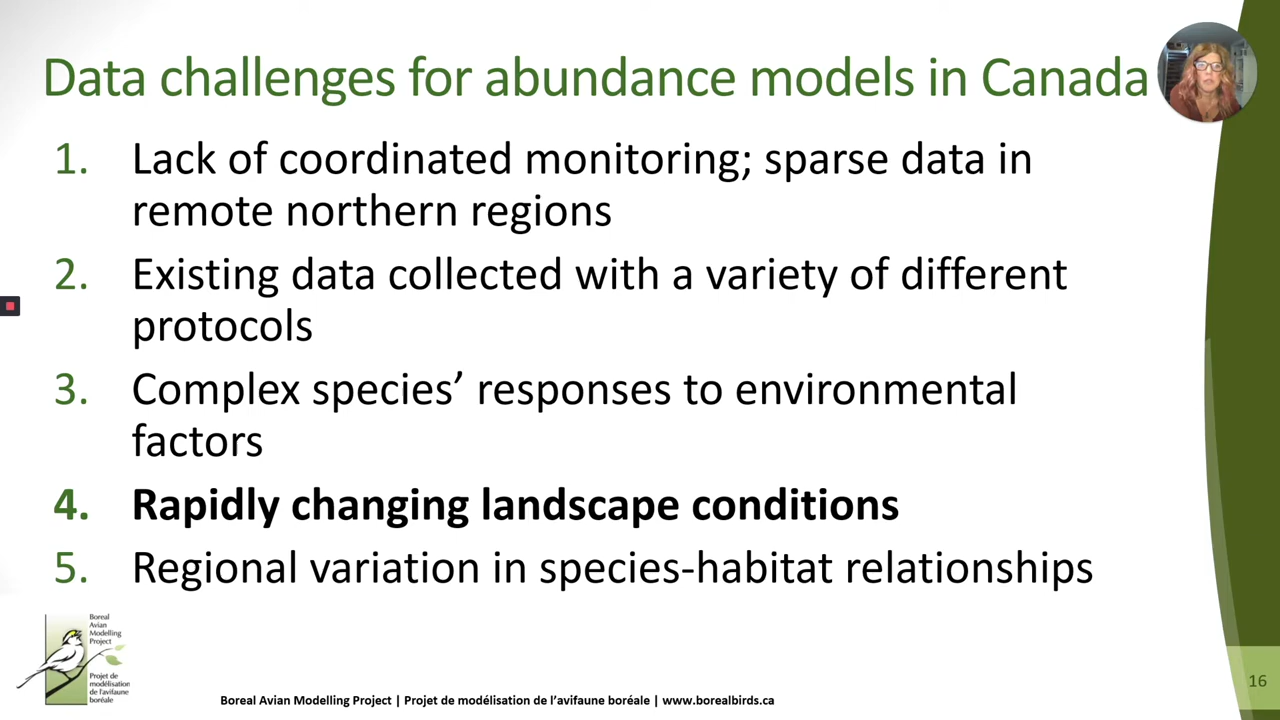 Data challenges for abundance models in Canada
1. Lack of coordinated monitoring; sparse data in
remote northern regions
2. Existing data collected with a variety of different
protocols
3. Complex species’ responses to environmental
factors
4. Rapidly changing landscape conditions
5. Regional variation in species-habitat relationships
Boreal
Avian
Modelling
Project
Projet de
modélisation
de l'avifaune
boréale
Boreal Avian Modelling Project | Projet de modélisation de l’avifaune boréale | www.borealbirds.ca
16